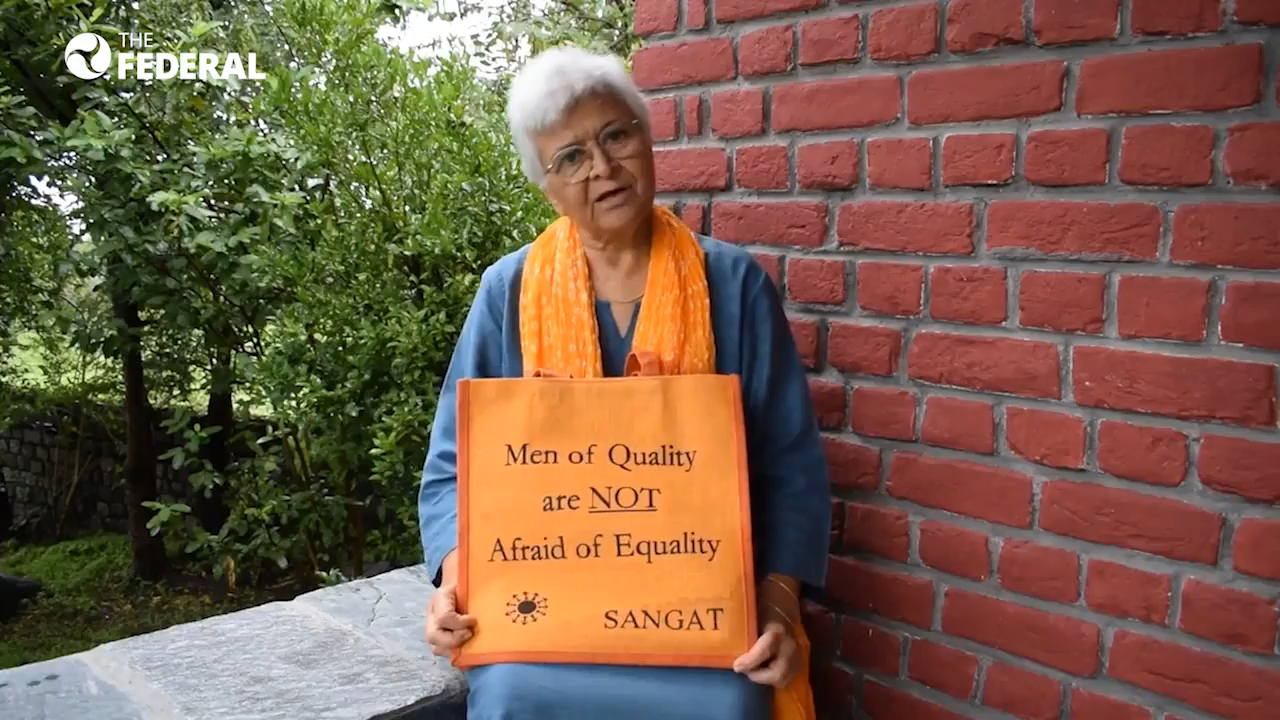 THE
FEDERAL
Men of Quality
are NOT
Afraid of Equality
SANGAT